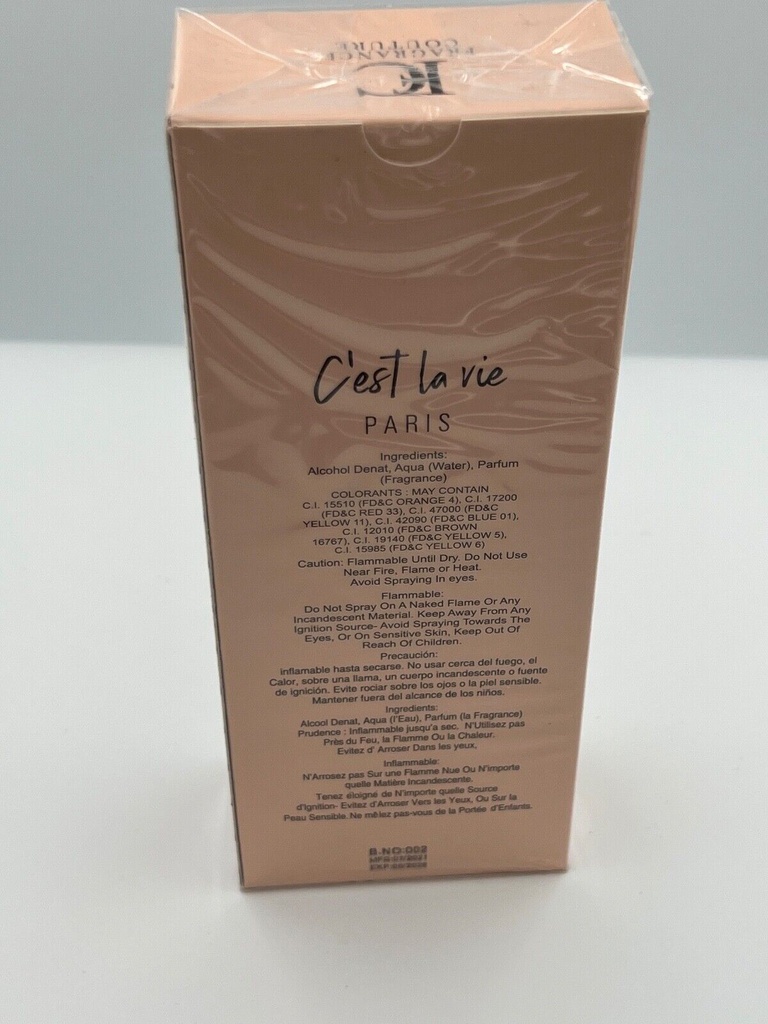 FRAGRANCE
COUTURE
FC
C'est la vie
PARIS
Ingredients:
Alcohol Denat, Aqua (Water), Parfum
(Fragrance)
COLORANTS : MAY CONTAIN
C.I. 15510 (FD&C ORANGE 4), C.I. 17200
(FD&C RED 33), C.I. 47000 (FD&C
YELLOW 11), C.I. 42090 (FD&C BLUE 01),
C.I. 12010 (FD&C BROWN
16767), C.I. 19140 (FD&C YELLOW 5),
C.I. 15985 (FD&C YELLOW 6)
Caution: Flammable Until Dry. Do Not Use
Near Fire, Flame or Heat.
Avoid Spraying In eyes.
Flammable:
Do Not Spray On A Naked Flame Or Any
Incandescent Material. Keep Away From Any
Ignition Source- Avoid Spraying Towards The
Eyes, Or On Sensitive Skin, Keep Out Of
Reach Of Children.
Precaución:
inflamable hasta secarse. No usar cerca del fuego, el
Calor, sobre una llama, un cuerpo incandescente o fuente
de ignición. Evite rociar sobre los ojos o la piel sensible.
Mantener fuera del alcance de los niños.
Ingredients:
Alcool Denat, Aqua (l'Eau), Parfum (la Fragrance)
Prudence : Inflammable jusqu'a sec. N'Utilisez pas
Près du Feu, la Flamme Ou la Chaleur.
Evitez d' Arroser Dans les yeux,
Inflammable:
N'Arrosez pas Sur une Flamme Nue Ou N'importe
quelle Matière Incandescente.
Tenez éloigné de N'importe quelle Source
d'Ignition- Evitez d'Arroser Vers les Yeux, Ou Sur la
Peau Sensible.Ne mêlez pas-vous de la Portée d'Enfants.
B.NO:002